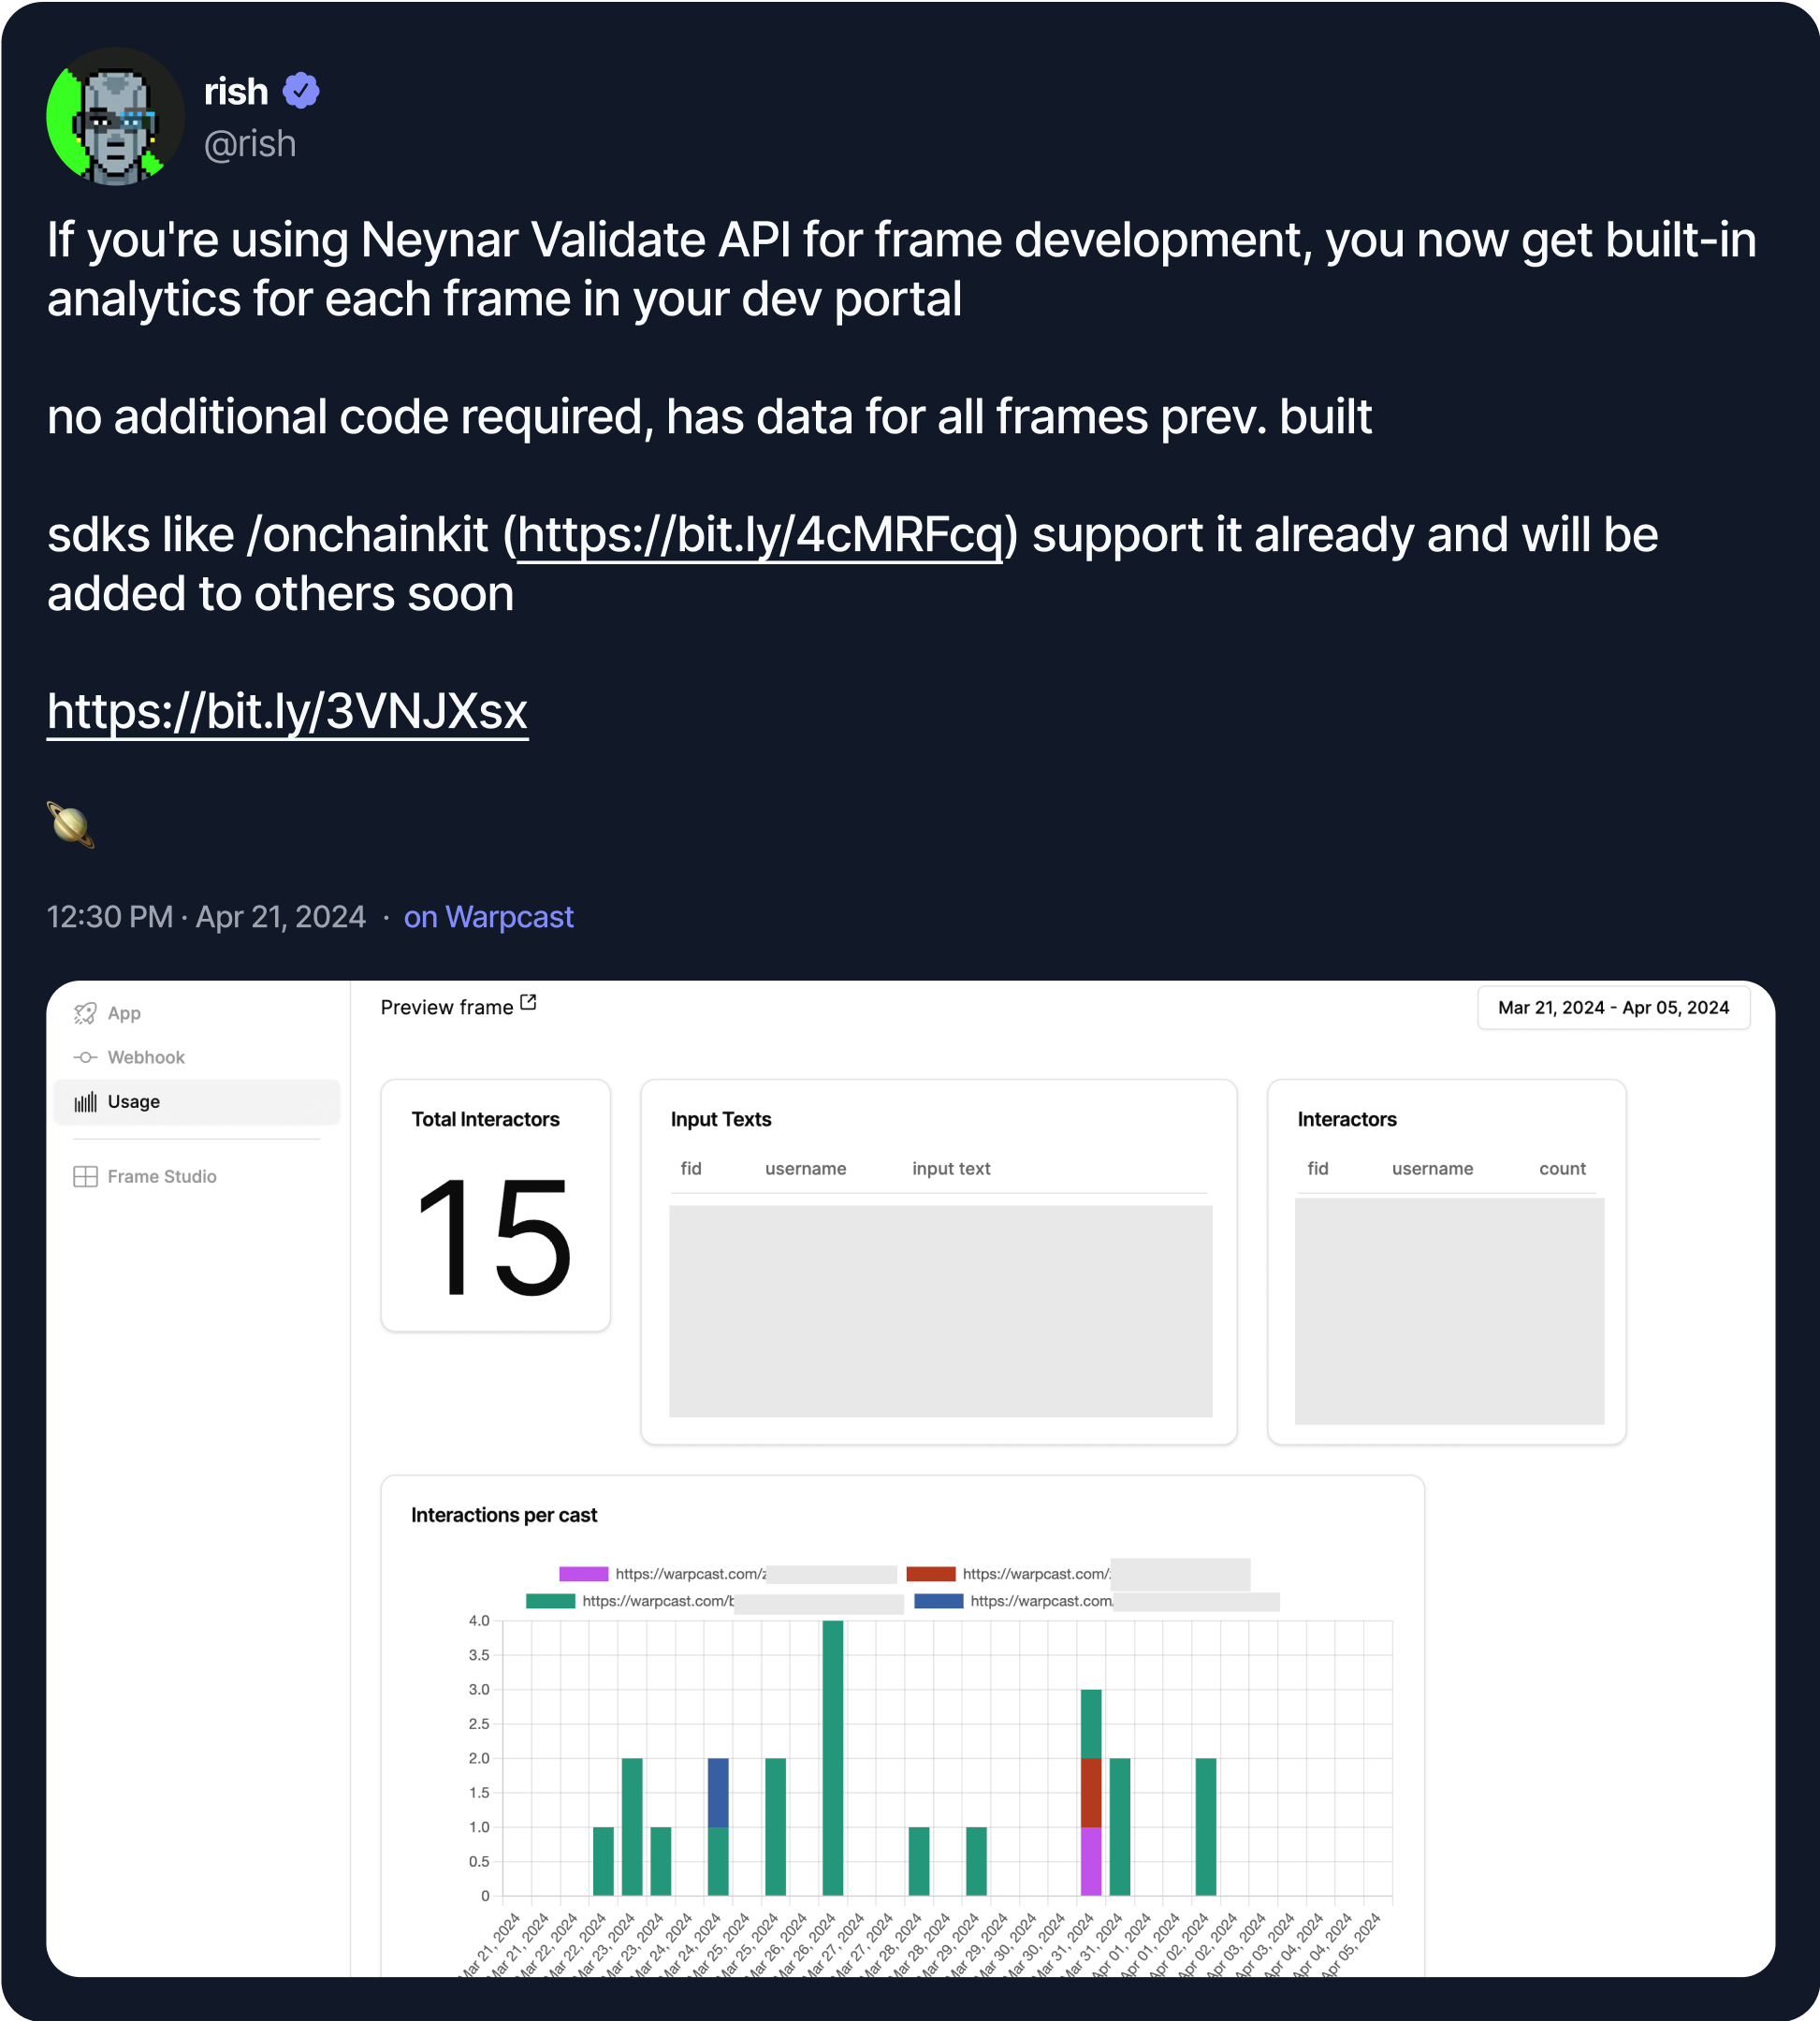 rish
@rish
If you're using Neynar Validate API for frame development, you now get built-in
analytics for each frame in your dev portal
no additional code required, has data for all frames prev. built
sdks like /onchainkit (https://bit.ly/4cMRFcq) support it already and will be
added to others soon
https://bit.ly/3VNJXsx
12:30 PM · Apr 21, 2024 · on Warpcast
App
Webhook
Usage
Frame Studio
Preview frame
Mar 21, 2024 - Apr 05, 2024
Total Interactors
15
Input Texts
fid username input text
Interactors
fid username count
Interactions per cast
https://warpcast.com/z
https://warpcast.com/
https://warpcast.com/b
https://warpcast.com/
4.0
3.5
3.0
2.5
2.0
1.5
1.0
0.5
0
Mar 21, 2024
Mar 21, 2024
Mar 22, 2024
Mar 22, 2024
Mar 23, 2024
Mar 23, 2024
Mar 24, 2024
Mar 24, 2024
Mar 25, 2024
Mar 25, 2024
Mar 26, 2024
Mar 26, 2024
Mar 27, 2024
Mar 27, 2024
Mar 28, 2024
Mar 28, 2024
Mar 29, 2024
Mar 29, 2024
Mar 30, 2024
Mar 30, 2024
Mar 31, 2024
Mar 31, 2024
Apr 01, 2024
Apr 01, 2024
Apr 02, 2024
Apr 02, 2024
Apr 03, 2024
Apr 03, 2024
Apr 04, 2024
Apr 04, 2024
Apr 05, 2024